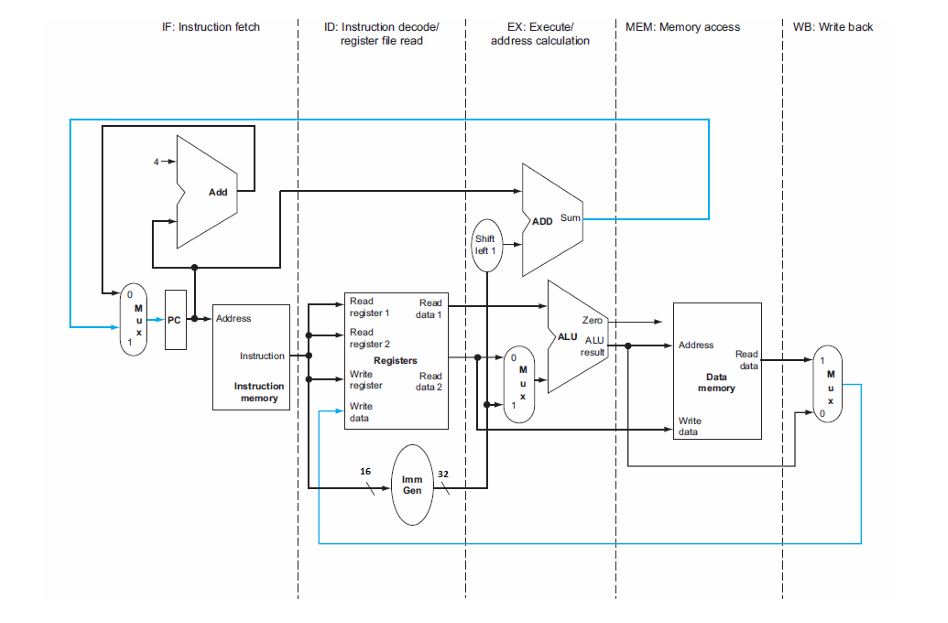 IF: Instruction fetch
ID: Instruction decode/
register file read
EX: Execute/
address calculation
MEM: Memory access
WB: Write back
4
Add
ADD Sum
Shift
left 1
0
M
u
x
1
PC
Address
Instruction
Instruction
memory
Read
register 1
Read
register 2
Write
register
Write
data
Registers
Read
data 1
Read
data 2
16
Imm
Gen
32
0
M
u
x
1
Zero
ALU
ALU
result
Address
Write
data
Data
memory
Read
data
1
M
u
x
0